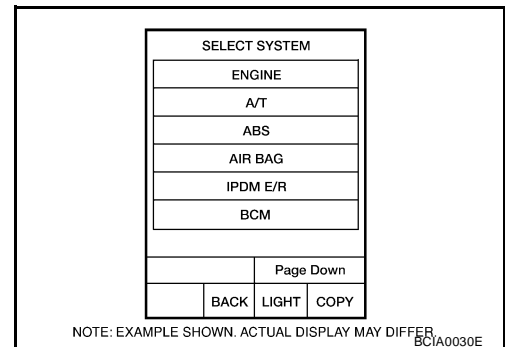 SELECT SYSTEM
ENGINE
A/T
ABS
AIR BAG
IPDM E/R
BCM
Page Down
BACK LIGHT COPY
NOTE: EXAMPLE SHOWN. ACTUAL DISPLAY MAY DIFFER.
BCIA0030E